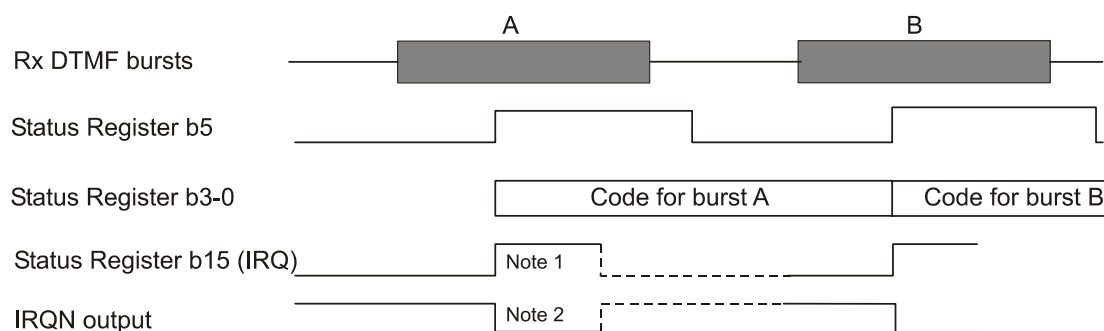 A
B
Rx DTMF bursts
Status Register b5
Status Register b3-0
Code for burst A
Code for burst B
Status Register b15 (IRQ)
Note 1
IRQN output
Note 2